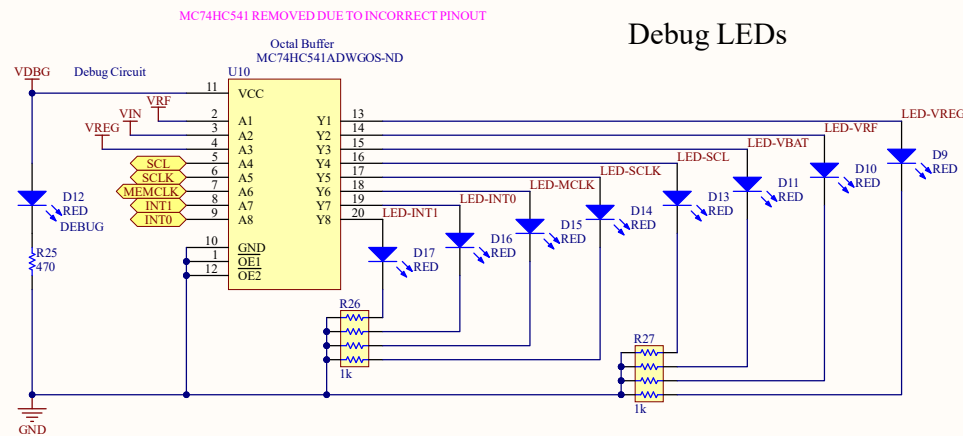 MC74HC541 REMOVED DUE TO INCORRECT PINOUT
Debug LEDs
Octal Buffer
MC74HC541ADWGOS-ND
VDBG
Debug Circuit
U10
11 VCC
VRF
VIN
VREG
2 A1
3 A2
4 A3
SCL 5 A4
SCLK 6 A5
MEMCLK 7 A6
INT1 8 A7
INT0 9 A8
10 GND
1 OE1
12 OE2
Y1 13
Y2 14
Y3 15
Y4 16
Y5 17
Y6 18
Y7 19
Y8 20
LED-VREG
LED-VRF
LED-VBAT
LED-SCL
LED-SCLK
LED-MCLK
LED-INT0
LED-INT1
D12
RED
DEBUG
R25
470
D17
RED
D16
RED
D15
RED
D14
RED
D13
RED
D11
RED
D10
RED
D9
RED
R26
1k
R27
1k
GND